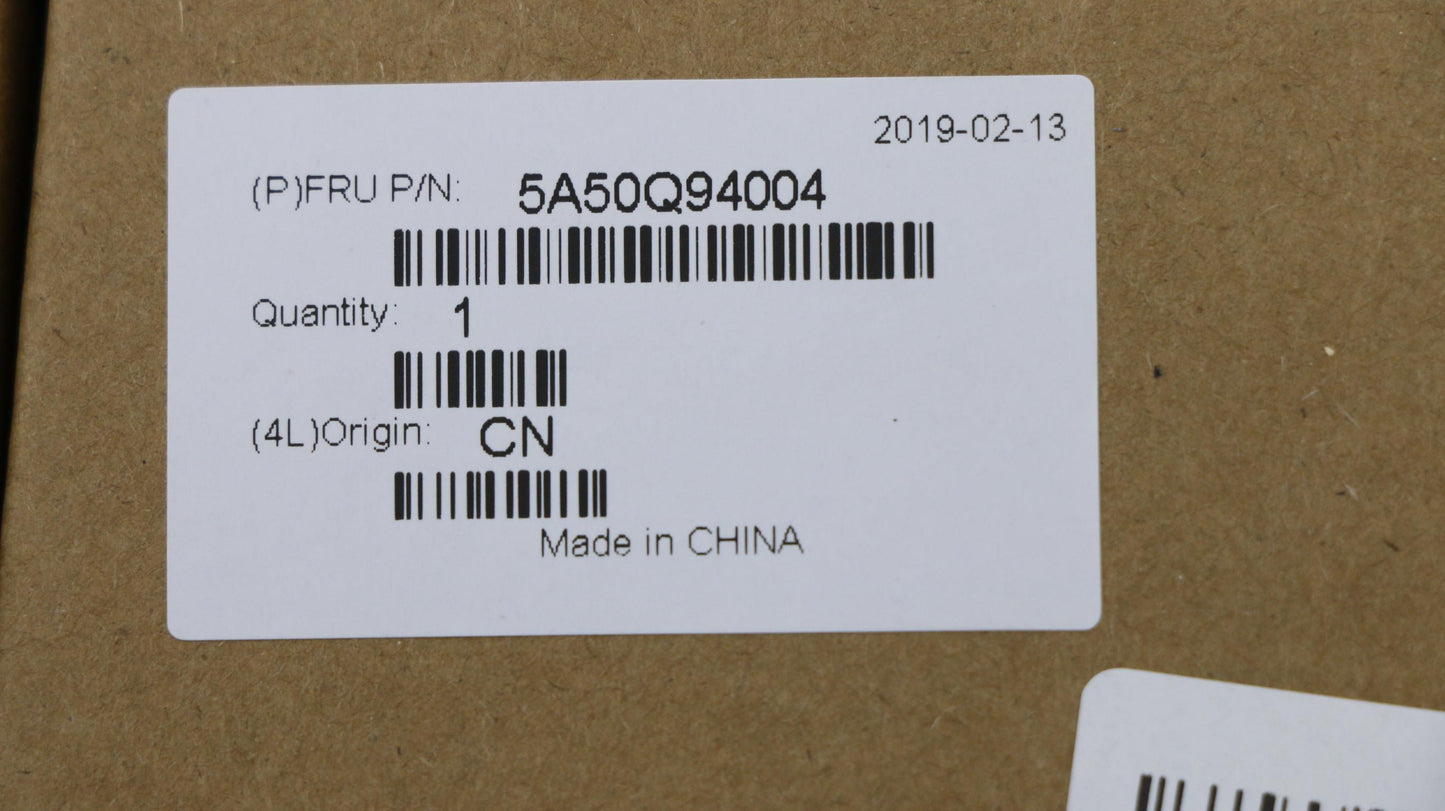 2019-02-13
(P)FRU P/N: 5A50Q94004
Quantity: 1
(4L)Origin: CN
Made in CHINA